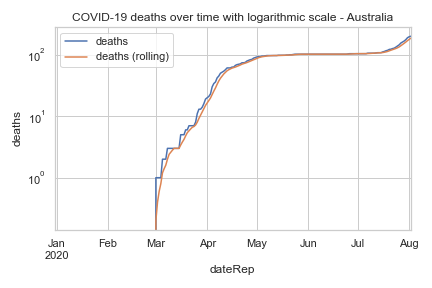 COVID-19 deaths over time with logarithmic scale - Australia
deaths
deaths (rolling)
10²
10¹
10⁰
deaths
Jan Feb Mar Apr May Jun Jul Aug
2020
dateRep